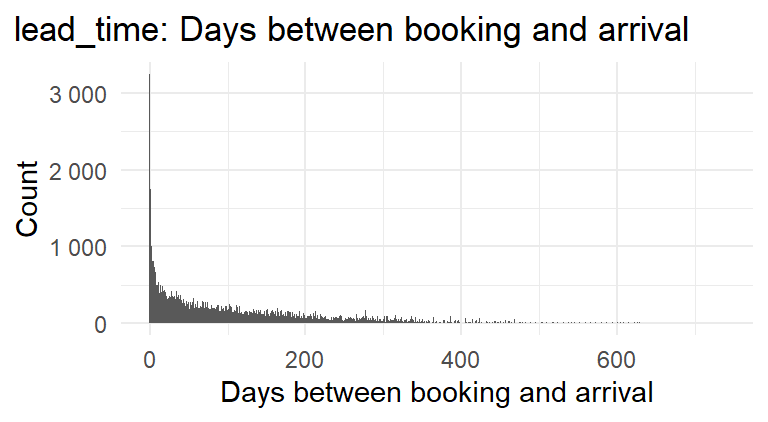 lead_time: Days between booking and arrival
3 000
2 000
1 000
0
Count
0 200 400 600
Days between booking and arrival